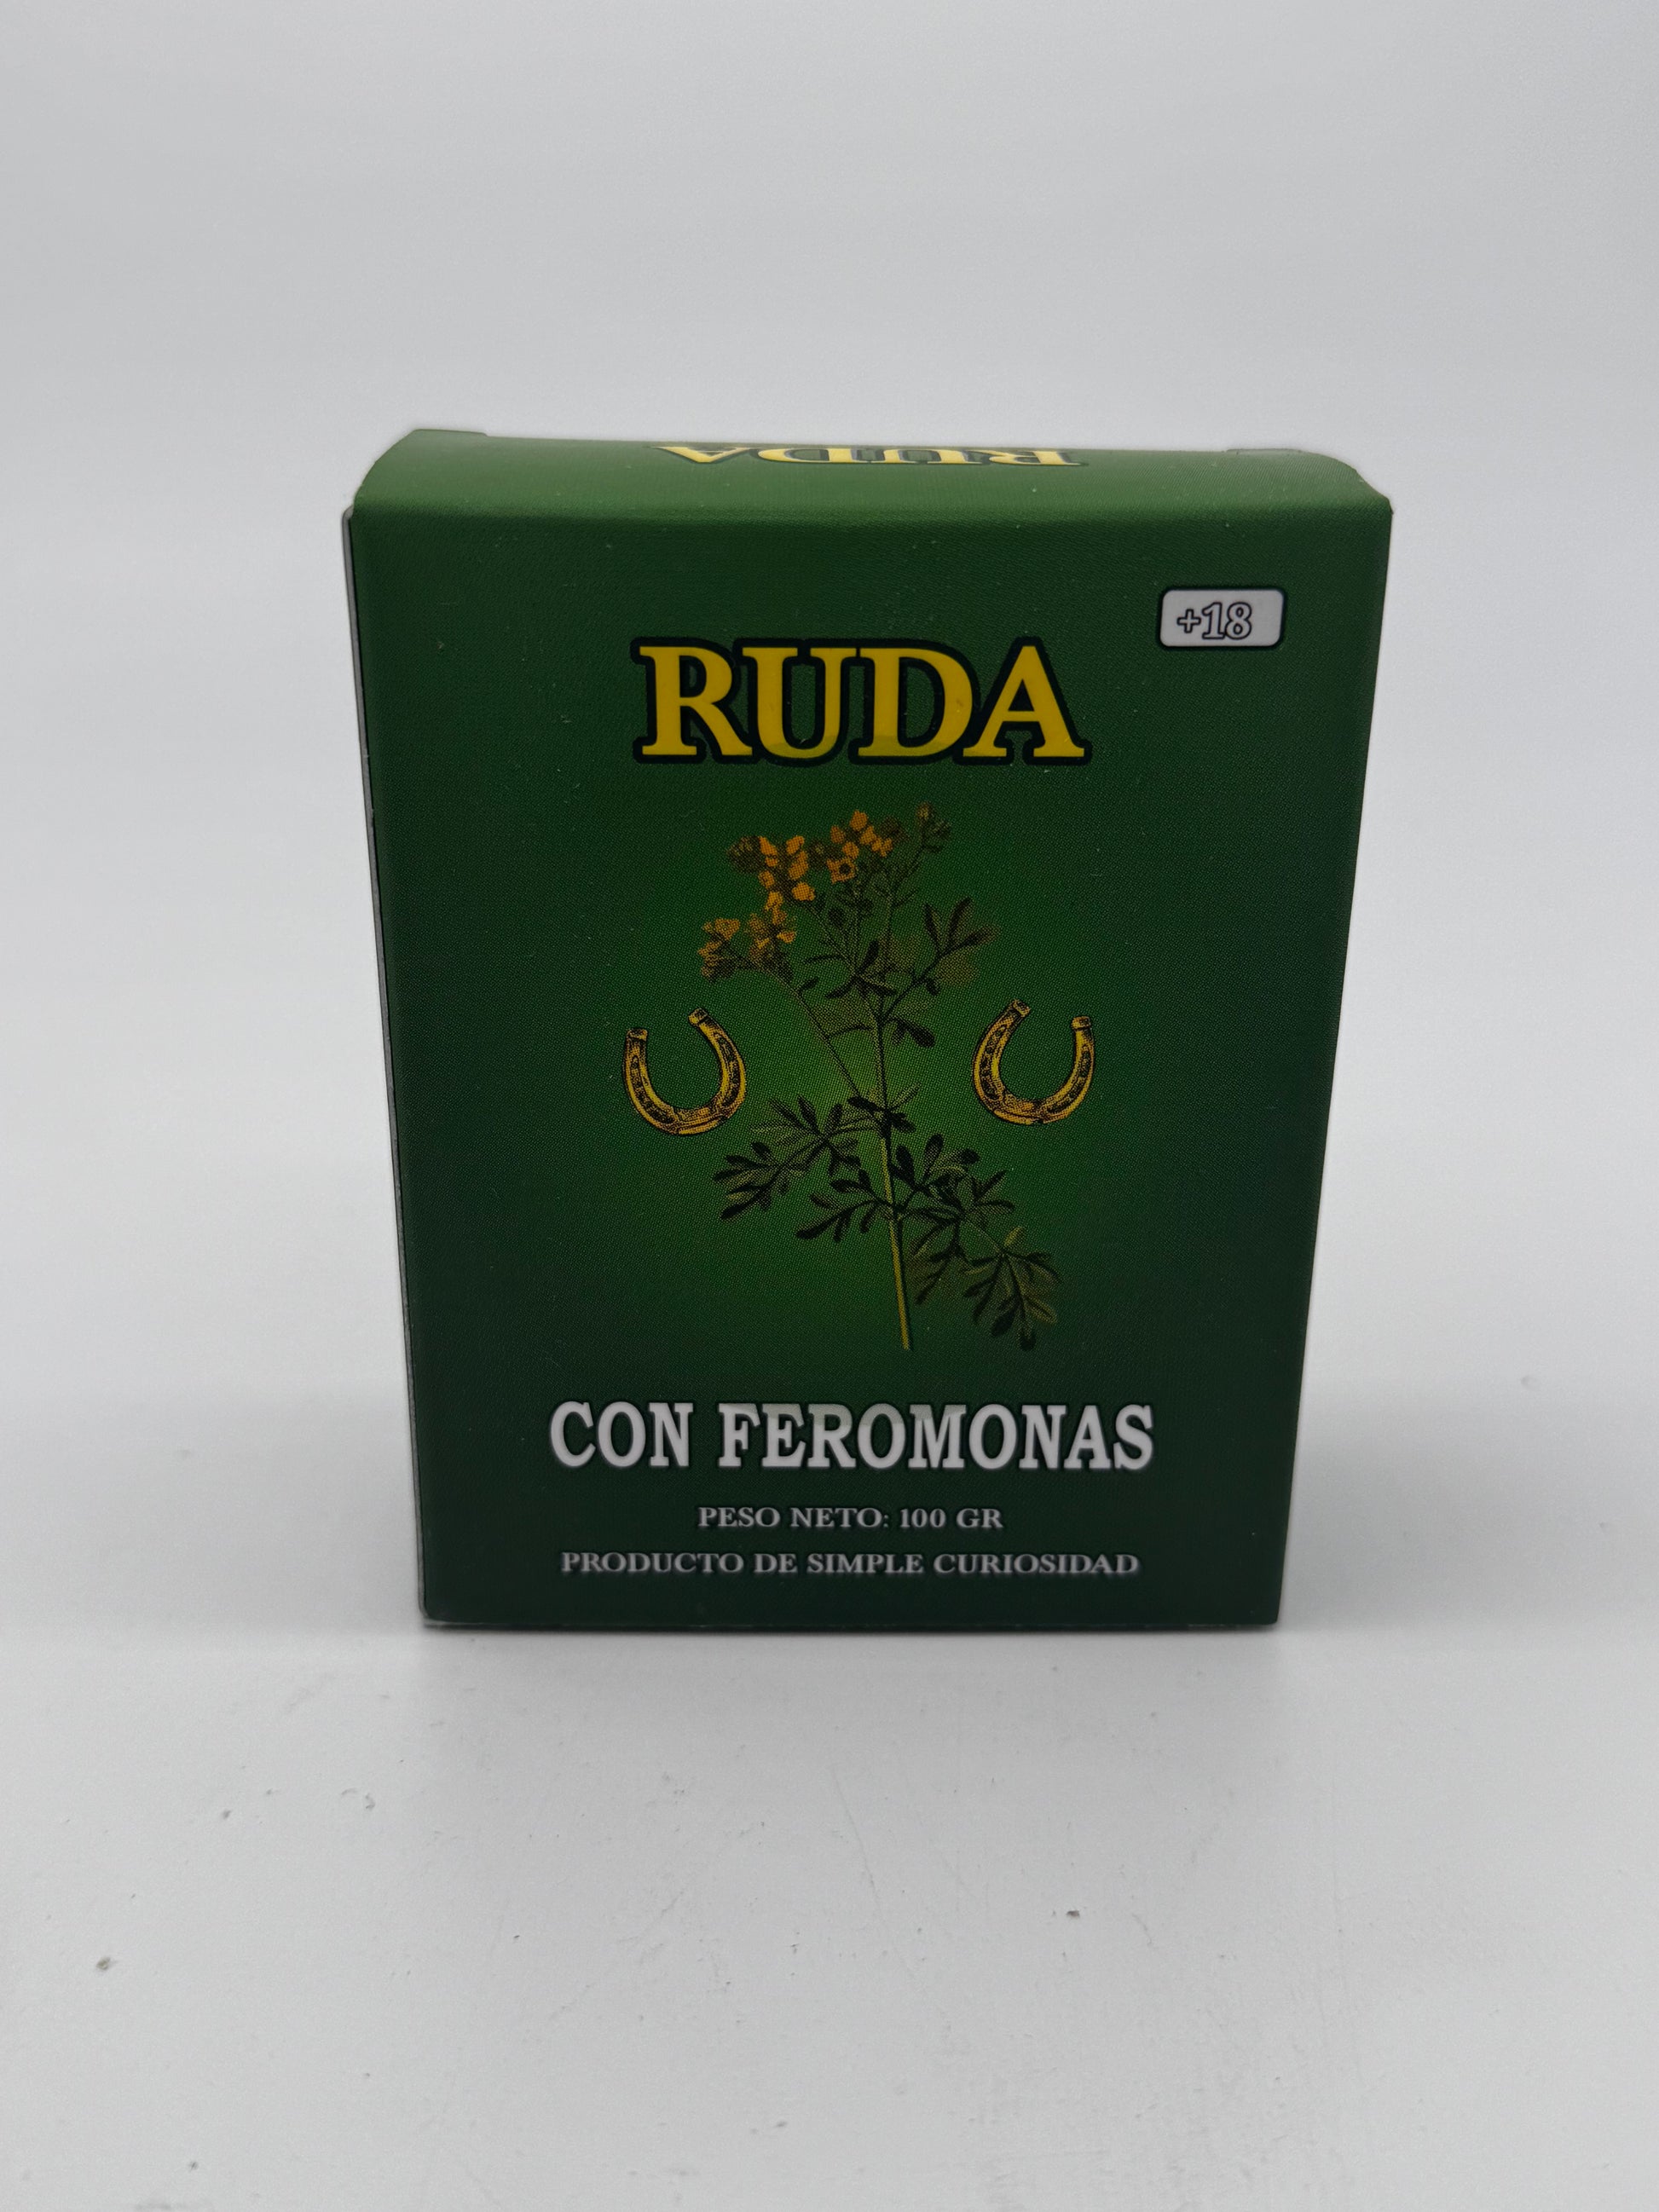 RUDA
+18
RUDA
CON FEROMONAS
PESO NETO: 100 GR
PRODUCTO DE SIMPLE CURIOSIDAD